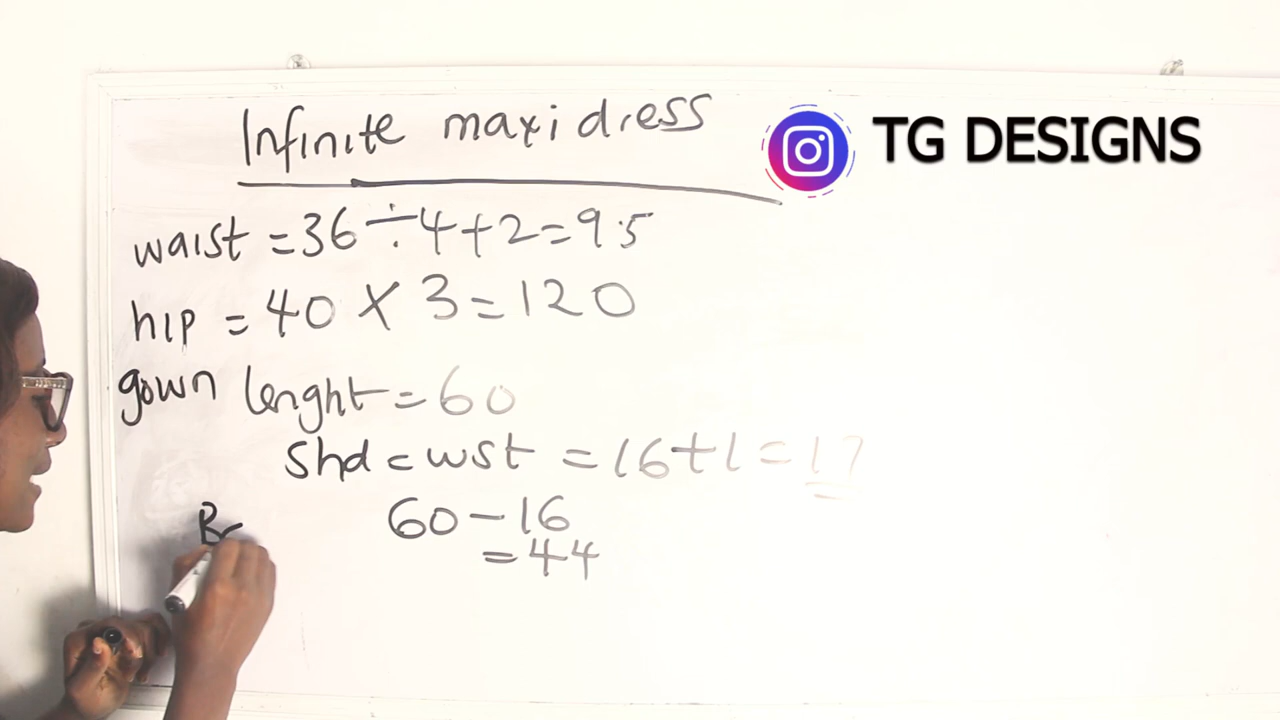 Infinite maxi dress
TG DESIGNS
waist = 36 ÷ 4 + 2 = 9.5
hip = 40 X 3 = 120
gown lenght = 60
Shd = wst = 16 + 1 = 17
60 - 16
= 44
Br